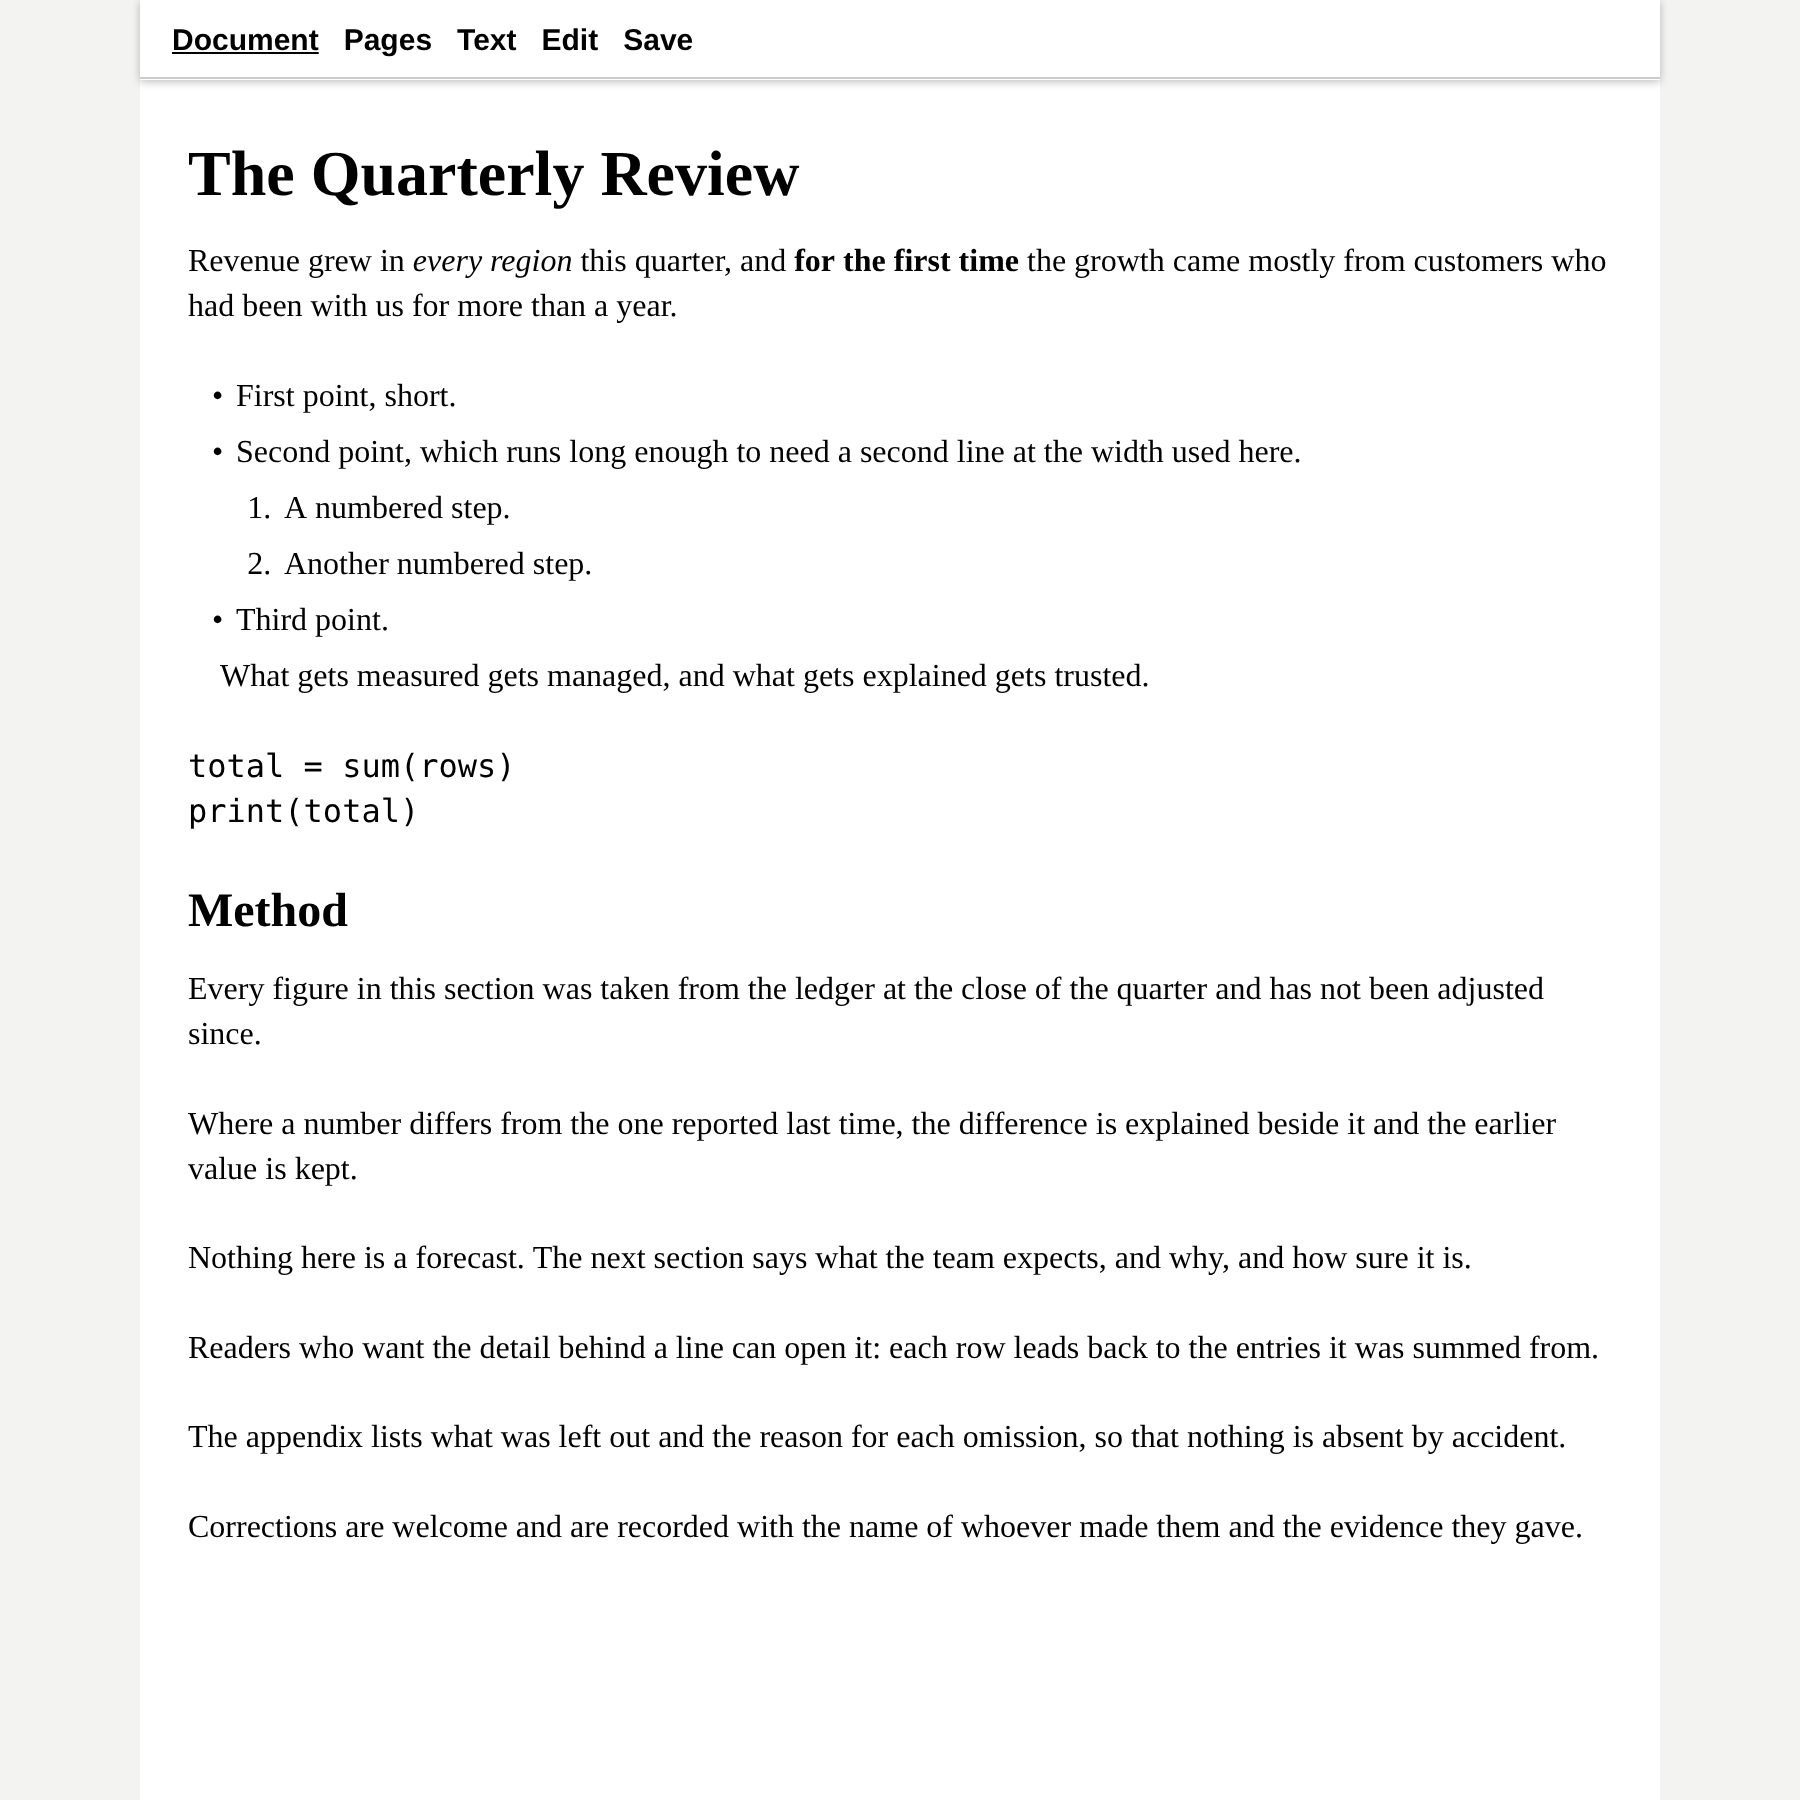 Document Pages Text Edit Save
The Quarterly Review
Revenue grew in every region this quarter, and for the first time the growth came mostly from customers who
had been with us for more than a year.
• First point, short.
• Second point, which runs long enough to need a second line at the width used here.
1. A numbered step.
2. Another numbered step.
• Third point.
What gets measured gets managed, and what gets explained gets trusted.
total = sum(rows)
print(total)
Method
Every figure in this section was taken from the ledger at the close of the quarter and has not been adjusted
since.
Where a number differs from the one reported last time, the difference is explained beside it and the earlier
value is kept.
Nothing here is a forecast. The next section says what the team expects, and why, and how sure it is.
Readers who want the detail behind a line can open it: each row leads back to the entries it was summed from.
The appendix lists what was left out and the reason for each omission, so that nothing is absent by accident.
Corrections are welcome and are recorded with the name of whoever made them and the evidence they gave.